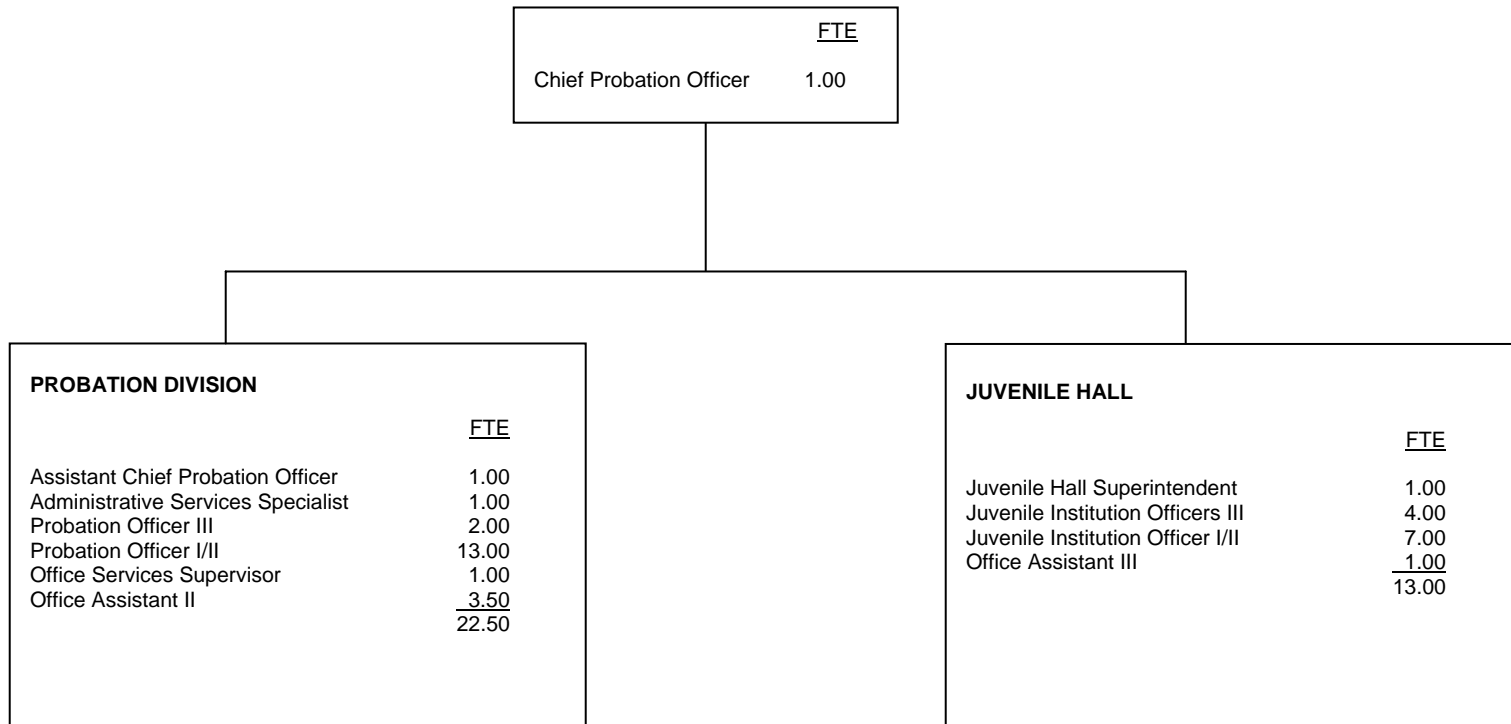 FTE
Chief Probation Officer 1.00
PROBATION DIVISION
FTE
Assistant Chief Probation Officer 1.00
Administrative Services Specialist 1.00
Probation Officer III 2.00
Probation Officer I/II 13.00
Office Services Supervisor 1.00
Office Assistant II 3.50
22.50
JUVENILE HALL
FTE
Juvenile Hall Superintendent 1.00
Juvenile Institution Officers III 4.00
Juvenile Institution Officer I/II 7.00
Office Assistant III 1.00
13.00